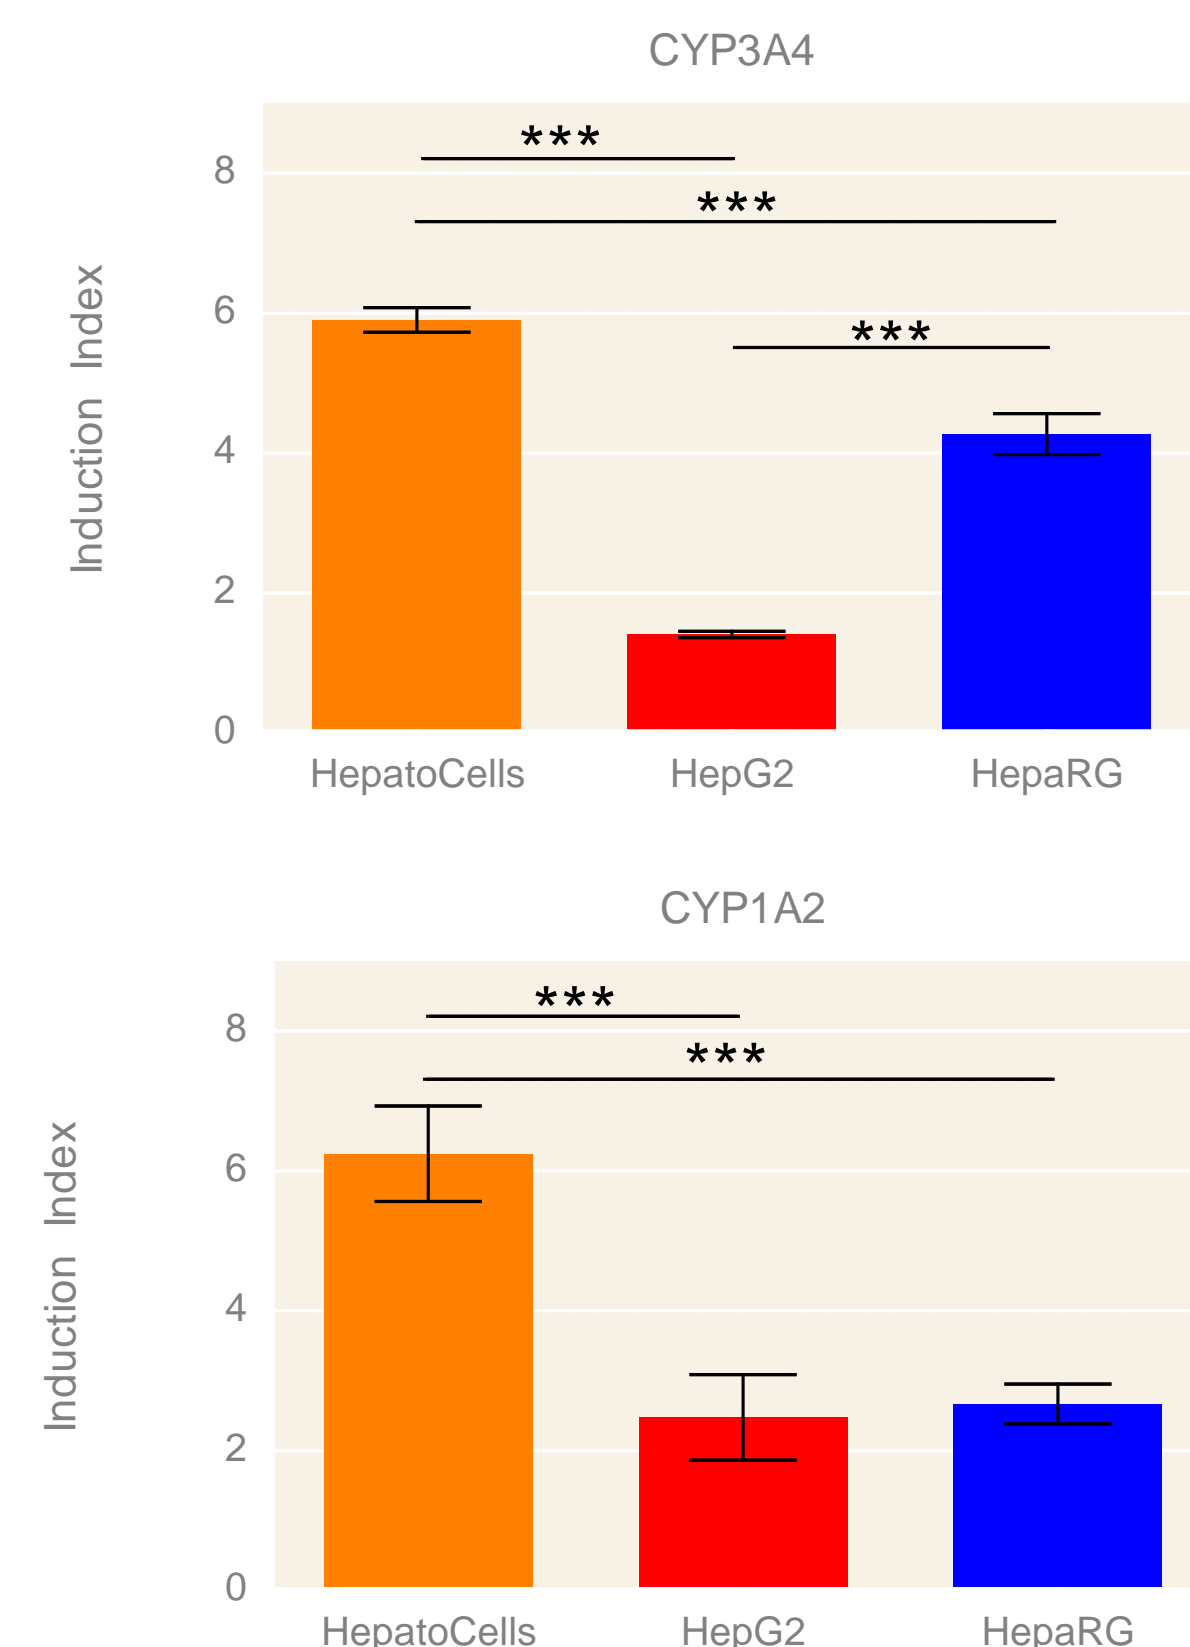 CYP3A4
***
8
***
Induction Index
6
***
4
2
0
HepatoCells HepG2 HepaRG
CYP1A2
***
8
***
Induction Index
6
4
2
0
HepatoCells HepG2 HepaRG